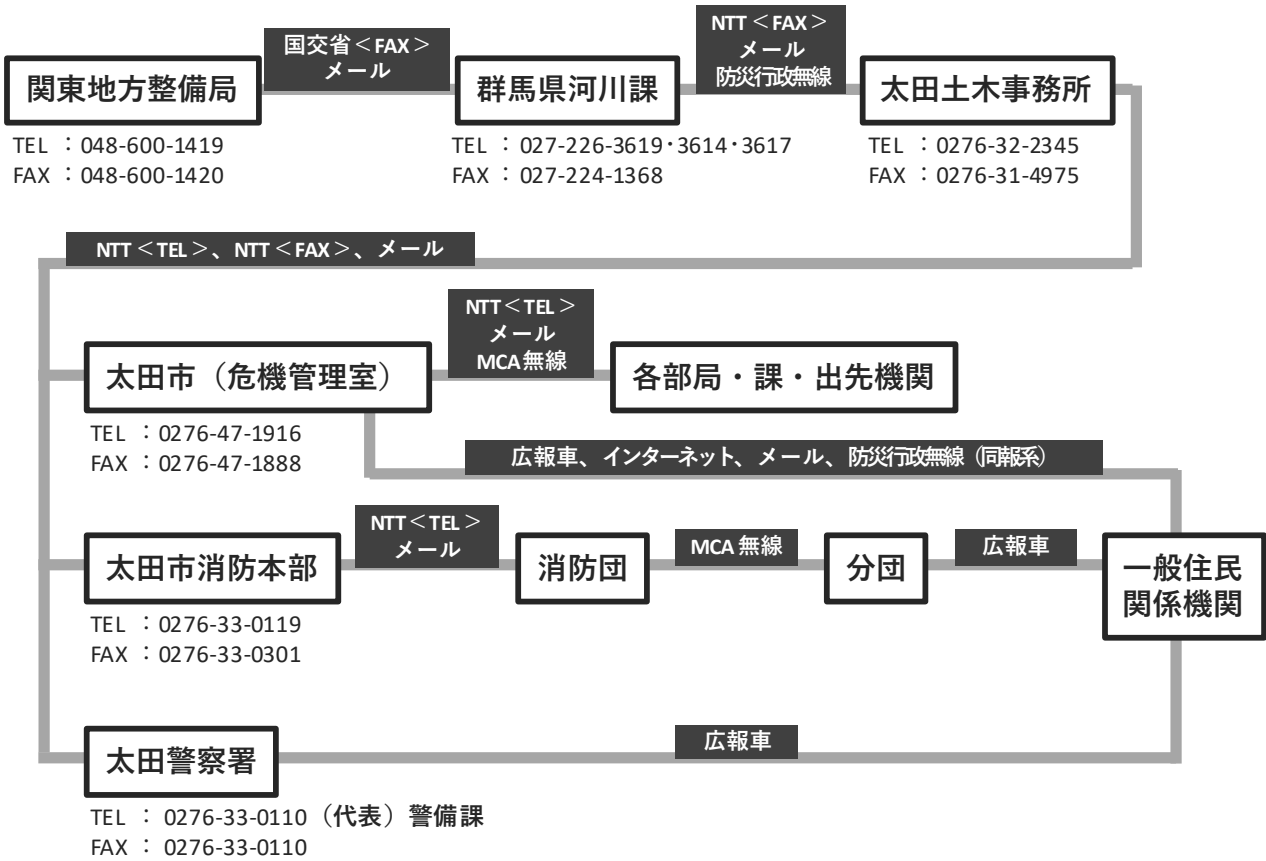 国交省＜FAX＞
メール
NTT＜FAX＞
メール
防災行政無線
関東地方整備局
群馬県河川課
太田土木事務所
TEL ：048-600-1419
FAX ：048-600-1420
TEL ：027-226-3619・3614・3617
FAX ：027-224-1368
TEL ：0276-32-2345
FAX ：0276-31-4975
NTT＜TEL＞、NTT＜FAX＞、メール
NTT＜TEL＞
メール
MCA無線
太田市（危機管理室）
各部局・課・出先機関
TEL ：0276-47-1916
FAX ：0276-47-1888
広報車、インターネット、メール、防災行政無線（同報系）
NTT＜TEL＞
メール
MCA 無線
広報車
太田市消防本部
消防団
分団
一般住民
関係機関
TEL ：0276-33-0119
FAX ：0276-33-0301
広報車
太田警察署
TEL ： 0276-33-0110（代表）警備課
FAX ： 0276-33-0110